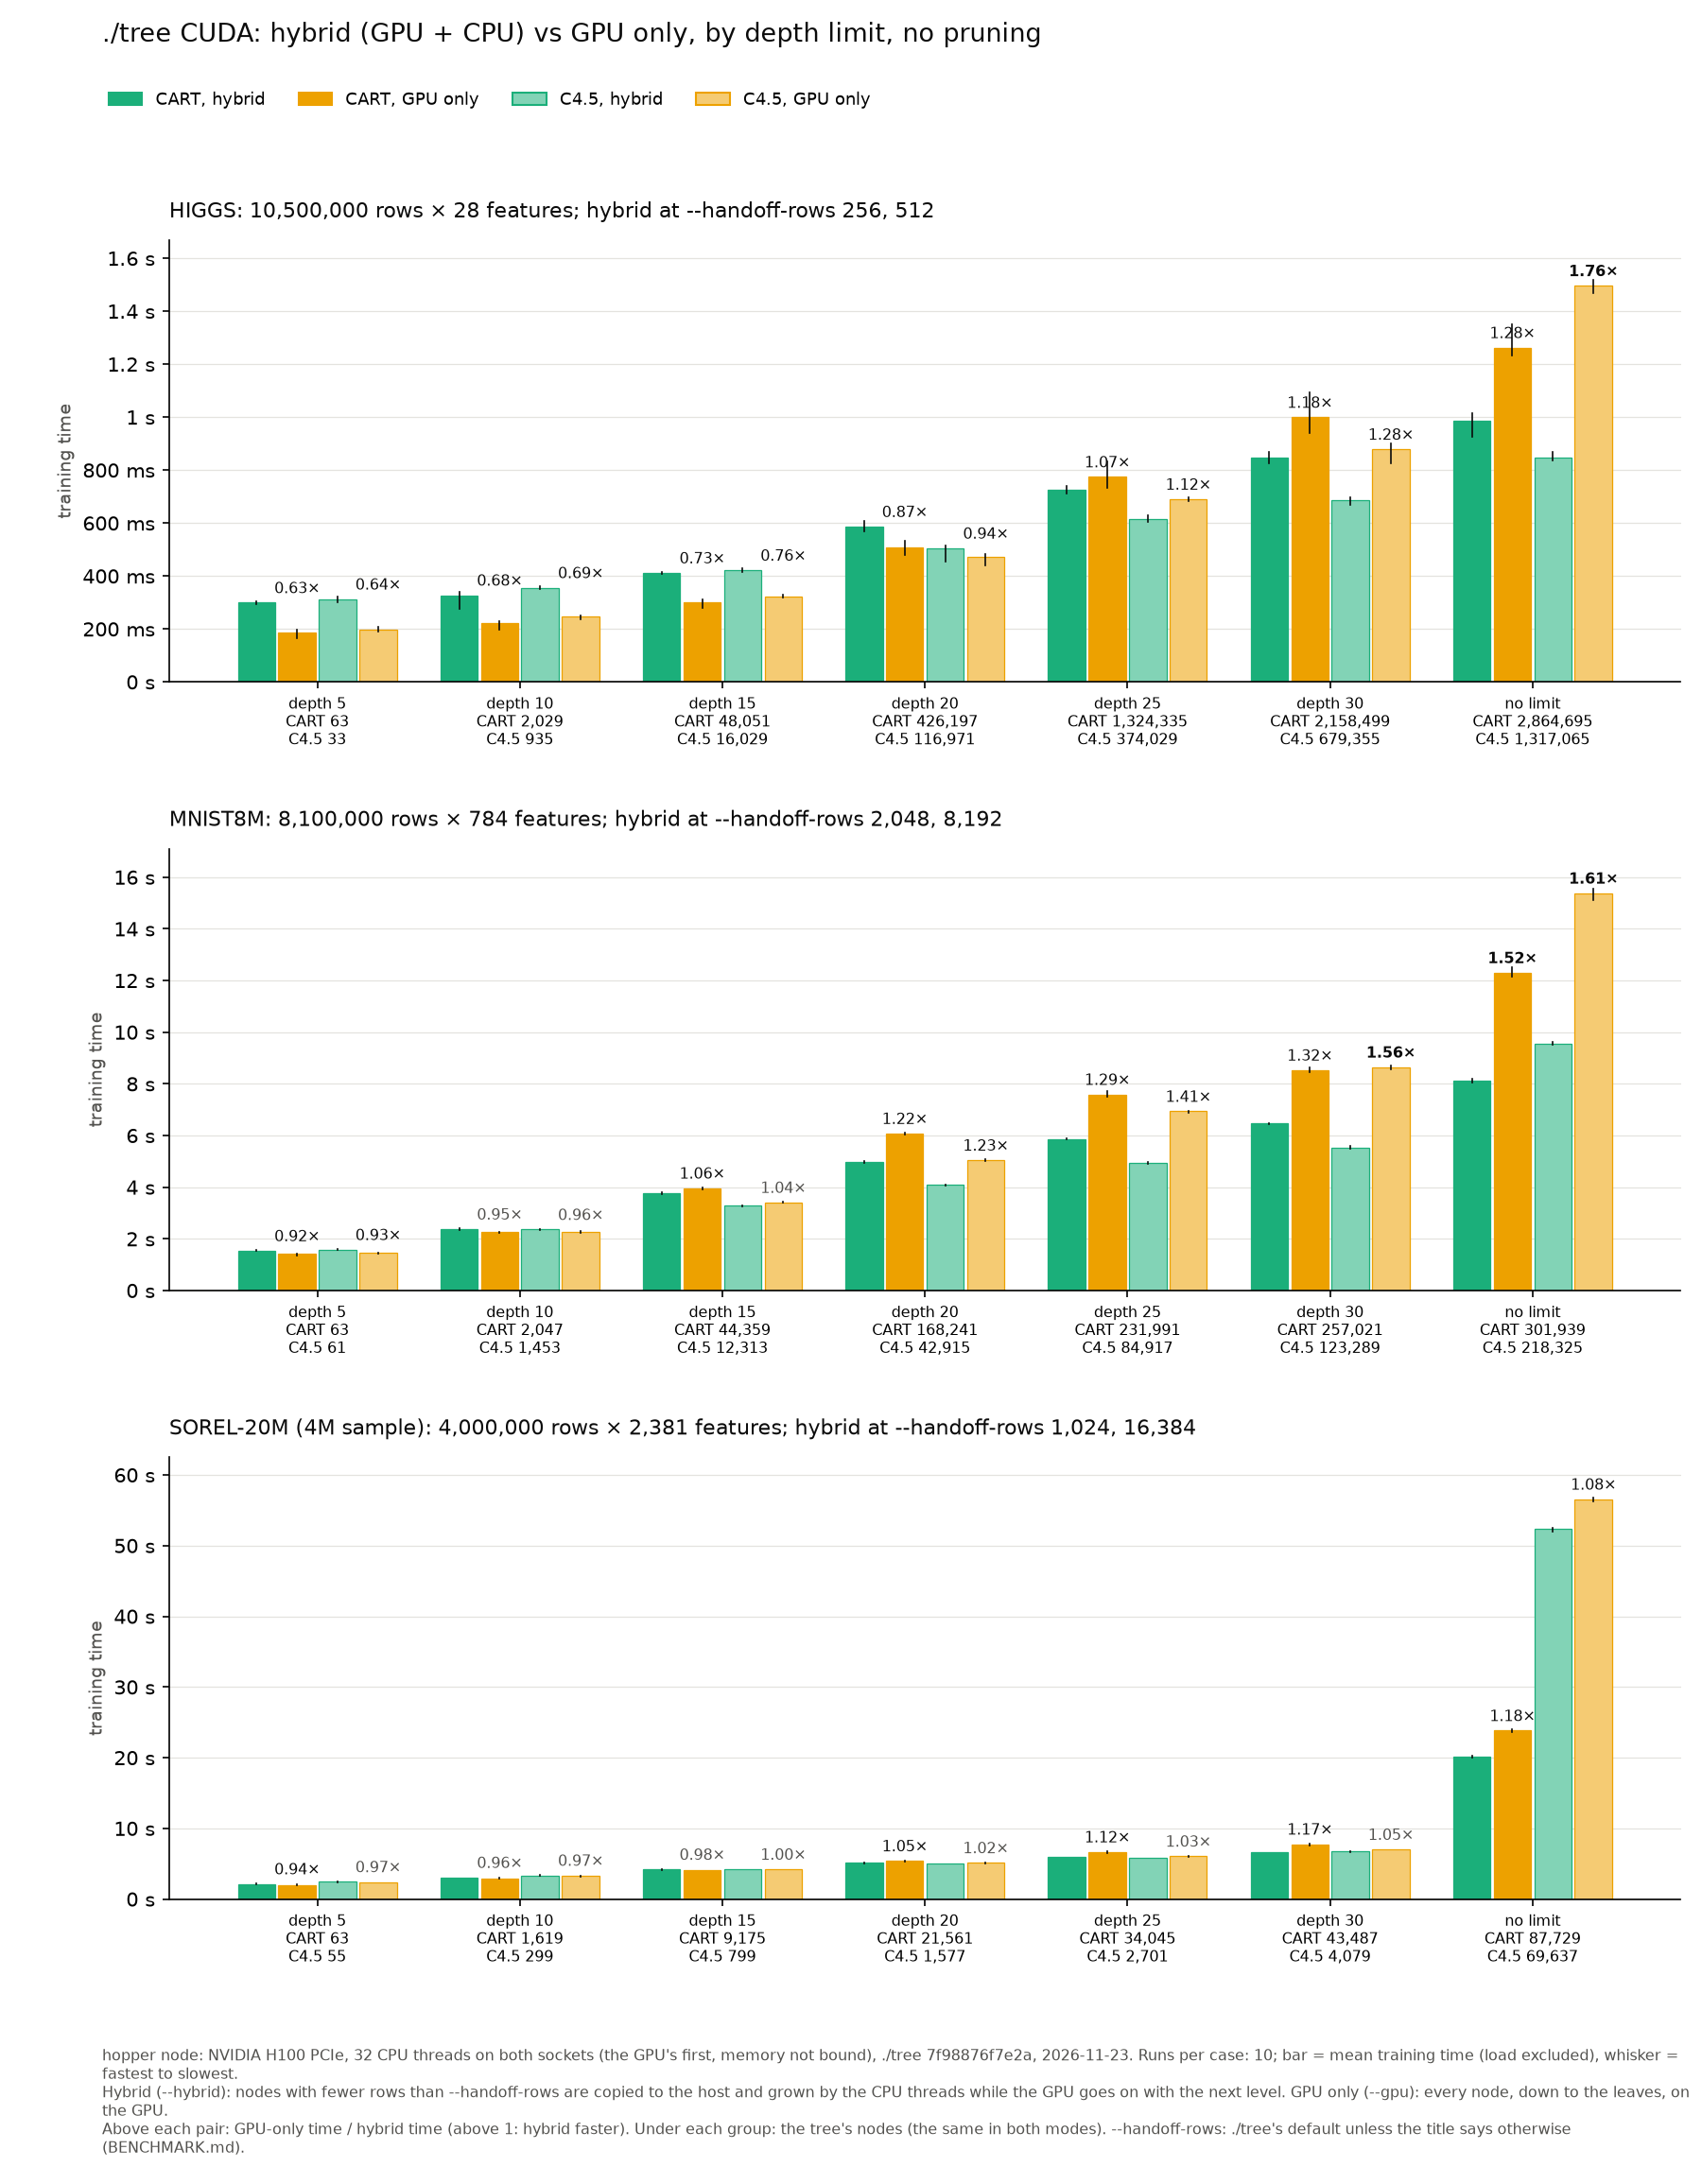 ./tree CUDA: hybrid (GPU + CPU) vs GPU only, by depth limit, no pruning
CART, hybrid
CART, GPU only
C4.5, hybrid
C4.5, GPU only
HIGGS: 10,500,000 rows × 28 features; hybrid at --handoff-rows 256, 512
training time
1.6 s
1.4 s
1.2 s
1 s
800 ms
600 ms
400 ms
200 ms
0 s
0.63×
0.64×
0.68×
0.69×
0.73×
0.76×
0.87×
0.94×
1.07×
1.12×
1.18×
1.28×
1.28×
1.76×
depth 5
CART 63
C4.5 33
depth 10
CART 2,029
C4.5 935
depth 15
CART 48,051
C4.5 16,029
depth 20
CART 426,197
C4.5 116,971
depth 25
CART 1,324,335
C4.5 374,029
depth 30
CART 2,158,499
C4.5 679,355
no limit
CART 2,864,695
C4.5 1,317,065
MNIST8M: 8,100,000 rows × 784 features; hybrid at --handoff-rows 2,048, 8,192
training time
16 s
14 s
12 s
10 s
8 s
6 s
4 s
2 s
0 s
0.92×
0.93×
0.95×
0.96×
1.06×
1.04×
1.22×
1.23×
1.29×
1.41×
1.32×
1.56×
1.52×
1.61×
depth 5
CART 63
C4.5 61
depth 10
CART 2,047
C4.5 1,453
depth 15
CART 44,359
C4.5 12,313
depth 20
CART 168,241
C4.5 42,915
depth 25
CART 231,991
C4.5 84,917
depth 30
CART 257,021
C4.5 123,289
no limit
CART 301,939
C4.5 218,325
SOREL-20M (4M sample): 4,000,000 rows × 2,381 features; hybrid at --handoff-rows 1,024, 16,384
training time
60 s
50 s
40 s
30 s
20 s
10 s
0 s
0.94×
0.97×
0.96×
0.97×
0.98×
1.00×
1.05×
1.02×
1.12×
1.03×
1.17×
1.05×
1.18×
1.08×
depth 5
CART 63
C4.5 55
depth 10
CART 1,619
C4.5 299
depth 15
CART 9,175
C4.5 799
depth 20
CART 21,561
C4.5 1,577
depth 25
CART 34,045
C4.5 2,701
depth 30
CART 43,487
C4.5 4,079
no limit
CART 87,729
C4.5 69,637
hopper node: NVIDIA H100 PCIe, 32 CPU threads on both sockets (the GPU's first, memory not bound), ./tree 7f98876f7e2a, 2026-11-23. Runs per case: 10; bar = mean training time (load excluded), whisker =
fastest to slowest.
Hybrid (--hybrid): nodes with fewer rows than --handoff-rows are copied to the host and grown by the CPU threads while the GPU goes on with the next level. GPU only (--gpu): every node, down to the leaves, on
the GPU.
Above each pair: GPU-only time / hybrid time (above 1: hybrid faster). Under each group: the tree's nodes (the same in both modes). --handoff-rows: ./tree's default unless the title says otherwise
(BENCHMARK.md).